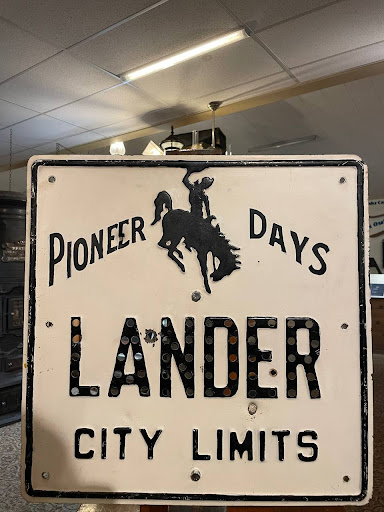 PIONEER DAYS
LANDER
CITY LIMITS